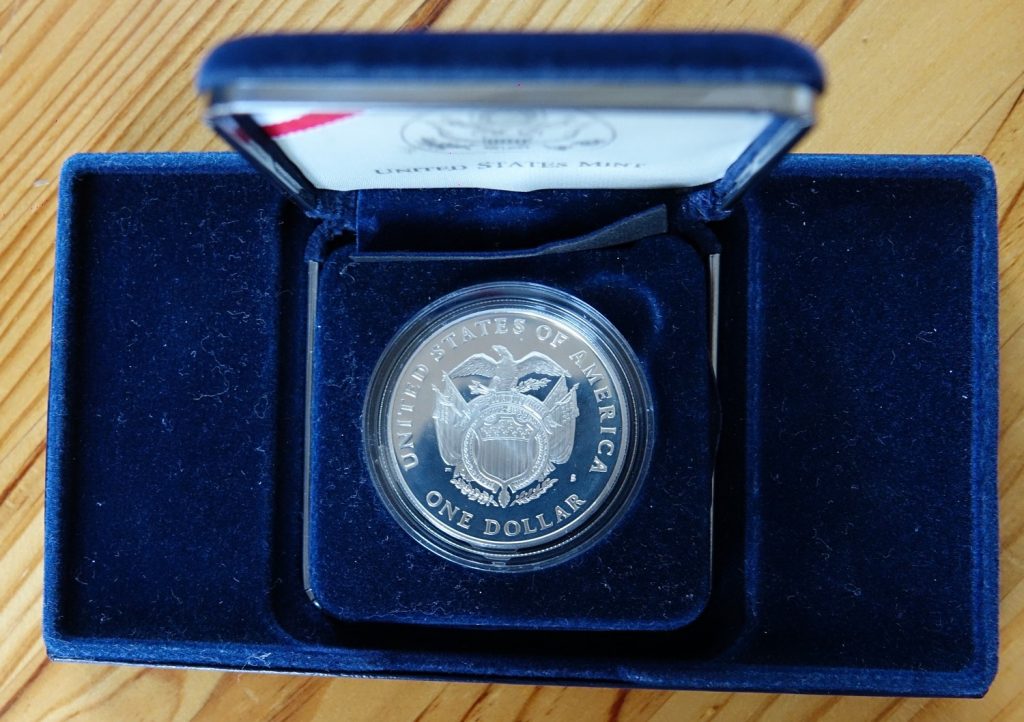 UNITED STATES MINT
UNITED STATES OF AMERICA
ONE DOLLAR